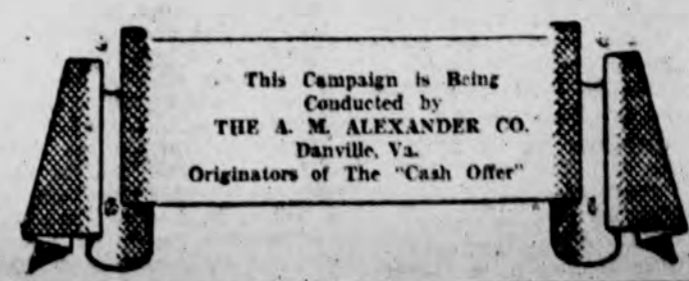 This Campaign is Being
Conducted by
THE A. M. ALEXANDER CO.
Danville, Va.
Originators of The "Cash Offer"